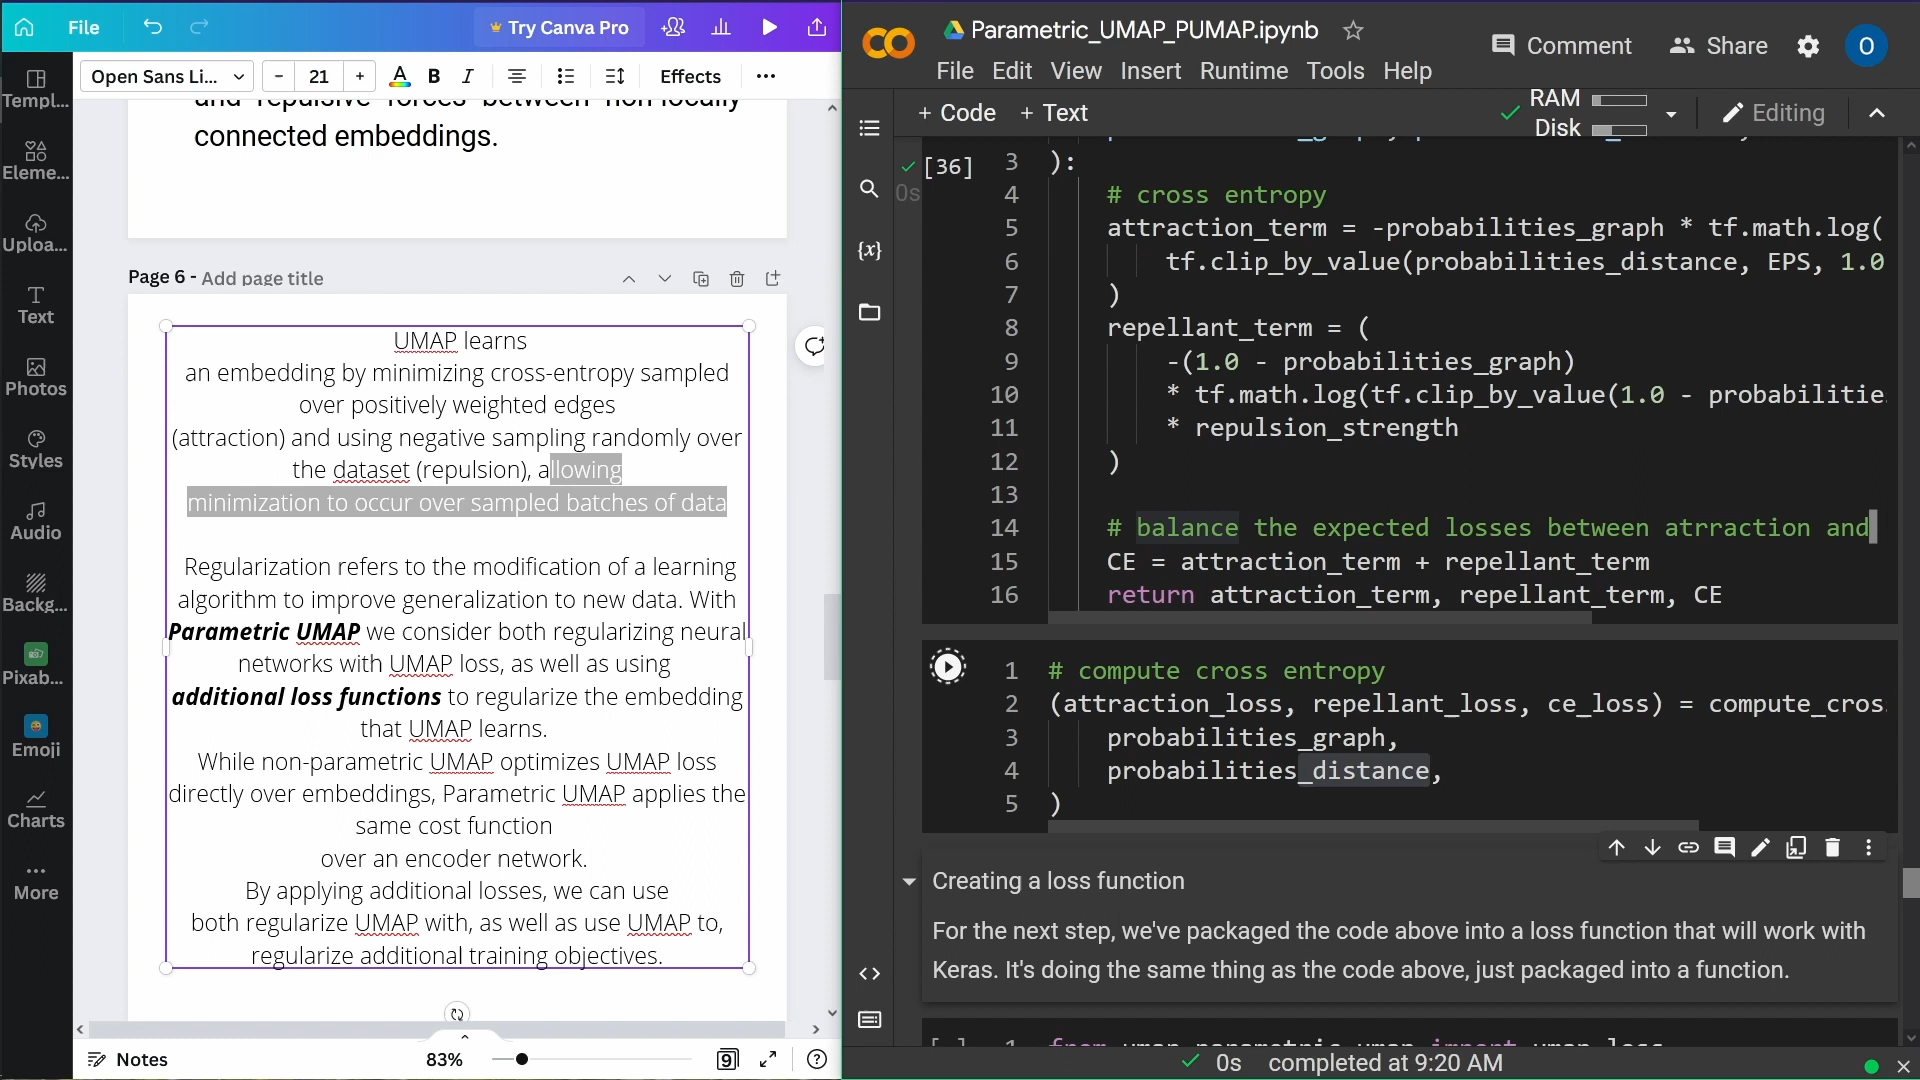 File
Try Canva Pro
Open Sans Li...
- 21 +
A B I
Effects
Templ...
Eleme...
Uploa...
Text
Photos
Styles
Audio
Backg...
Pixab...
Emoji
Charts
More
and repulsive forces between non-locally
connected embeddings.
Page 6 - Add page title
UMAP learns
an embedding by minimizing cross-entropy sampled
over positively weighted edges
(attraction) and using negative sampling randomly over
the dataset (repulsion), allowing
minimization to occur over sampled batches of data
Regularization refers to the modification of a learning
algorithm to improve generalization to new data. With
Parametric UMAP we consider both regularizing neural
networks with UMAP loss, as well as using
additional loss functions to regularize the embedding
that UMAP learns.
While non-parametric UMAP optimizes UMAP loss
directly over embeddings, Parametric UMAP applies the
same cost function
over an encoder network.
By applying additional losses, we can use
both regularize UMAP with, as well as use UMAP to,
regularize additional training objectives.
Notes
83%
9
Parametric_UMAP_PUMAP.ipynb
Comment
Share
O
File Edit View Insert Runtime Tools Help
+ Code + Text
RAM
Disk
Editing
{x}
[36]
0s
3 ):
4 # cross entropy
5 attraction_term = -probabilities_graph * tf.math.log(
6 tf.clip_by_value(probabilities_distance, EPS, 1.0
7 )
8 repellant_term = (
9 -(1.0 - probabilities_graph)
10 * tf.math.log(tf.clip_by_value(1.0 - probabilitie
11 * repulsion_strength
12 )
13
14 # balance the expected losses between atrraction and
15 CE = attraction_term + repellant_term
16 return attraction_term, repellant_term, CE
1 # compute cross entropy
2 (attraction_loss, repellant_loss, ce_loss) = compute_cros
3 probabilities_graph,
4 probabilities_distance,
5 )
Creating a loss function
For the next step, we've packaged the code above into a loss function that will work with
Keras. It's doing the same thing as the code above, just packaged into a function.
0s completed at 9:20 AM